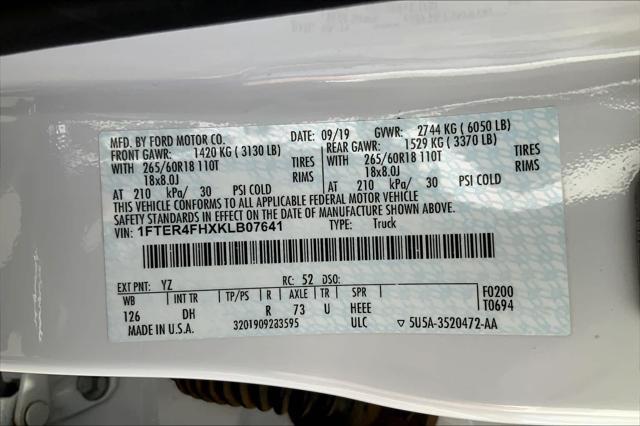 MFD. BY FORD MOTOR CO. DATE: 09/19 GVWR: 2744 KG ( 6050 LB)
FRONT GAWR: 1420 KG ( 3130 LB) REAR GAWR: 1529 KG ( 3370 LB)
WITH 265/60R18 110T TIRES WITH 265/60R18 110T TIRES
18x8.0J RIMS 18x8.0J RIMS
AT 210 kPa/ 30 PSI COLD AT 210 kPa/ 30 PSI COLD
THIS VEHICLE CONFORMS TO ALL APPLICABLE FEDERAL MOTOR VEHICLE
SAFETY STANDARDS IN EFFECT ON THE DATE OF MANUFACTURE SHOWN ABOVE.
VIN: 1FTER4FHXKLB07641 TYPE: Truck
EXT PNT: YZ RC: 52 DSO:
WB INT TR TP/PS R AXLE TR SPR F0200
126 DH R 73 U HEEE T0694
MADE IN U.S.A. 3201909283595 ULC ▽ 5U5A-3520472-AA